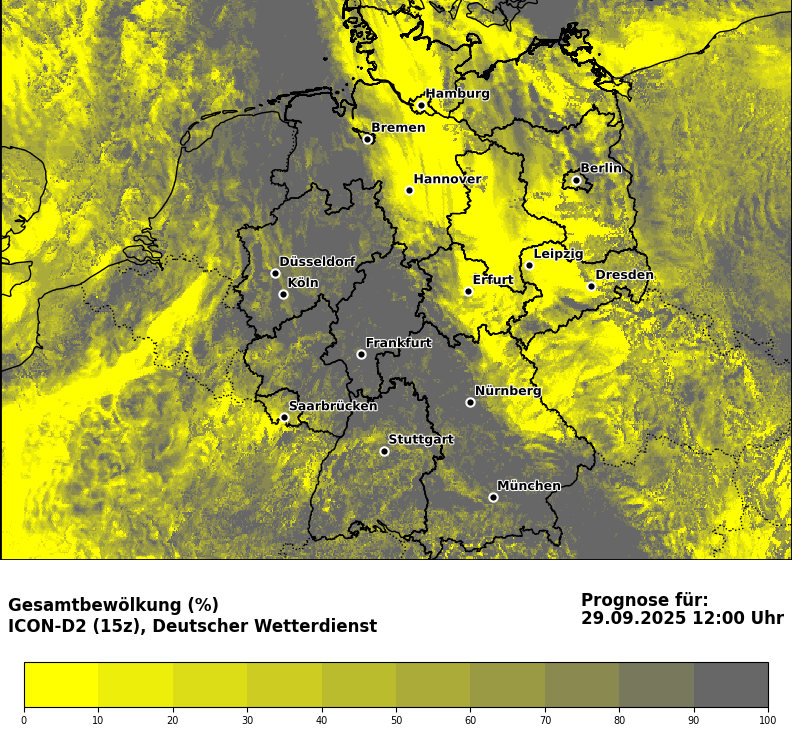 Hamburg
Bremen
Berlin
Hannover
Leipzig
Düsseldorf
Dresden
Erfurt
Köln
Frankfurt
Nürnberg
Saarbrücken
Stuttgart
München
Gesamtbewölkung (%)
ICON-D2 (15z), Deutscher Wetterdienst
Prognose für:
29.09.2025 12:00 Uhr
0 10 20 30 40 50 60 70 80 90 100